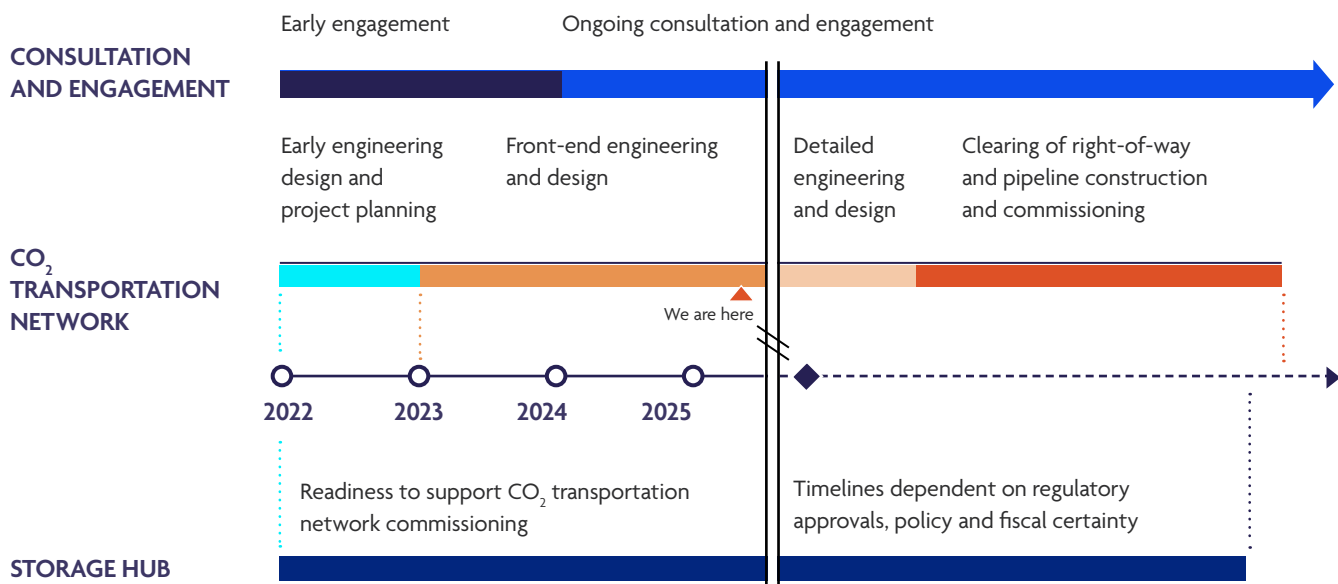 Early engagement
Ongoing consultation and engagement
CONSULTATION
AND ENGAGEMENT
Early engineering
design and
project planning
Front-end engineering
and design
Detailed
engineering
and design
Clearing of right-of-way
and pipeline construction
and commissioning
CO₂
TRANSPORTATION
NETWORK
We are here
2022
2023
2024
2025
Readiness to support CO₂ transportation
network commissioning
Timelines dependent on regulatory
approvals, policy and fiscal certainty
STORAGE HUB